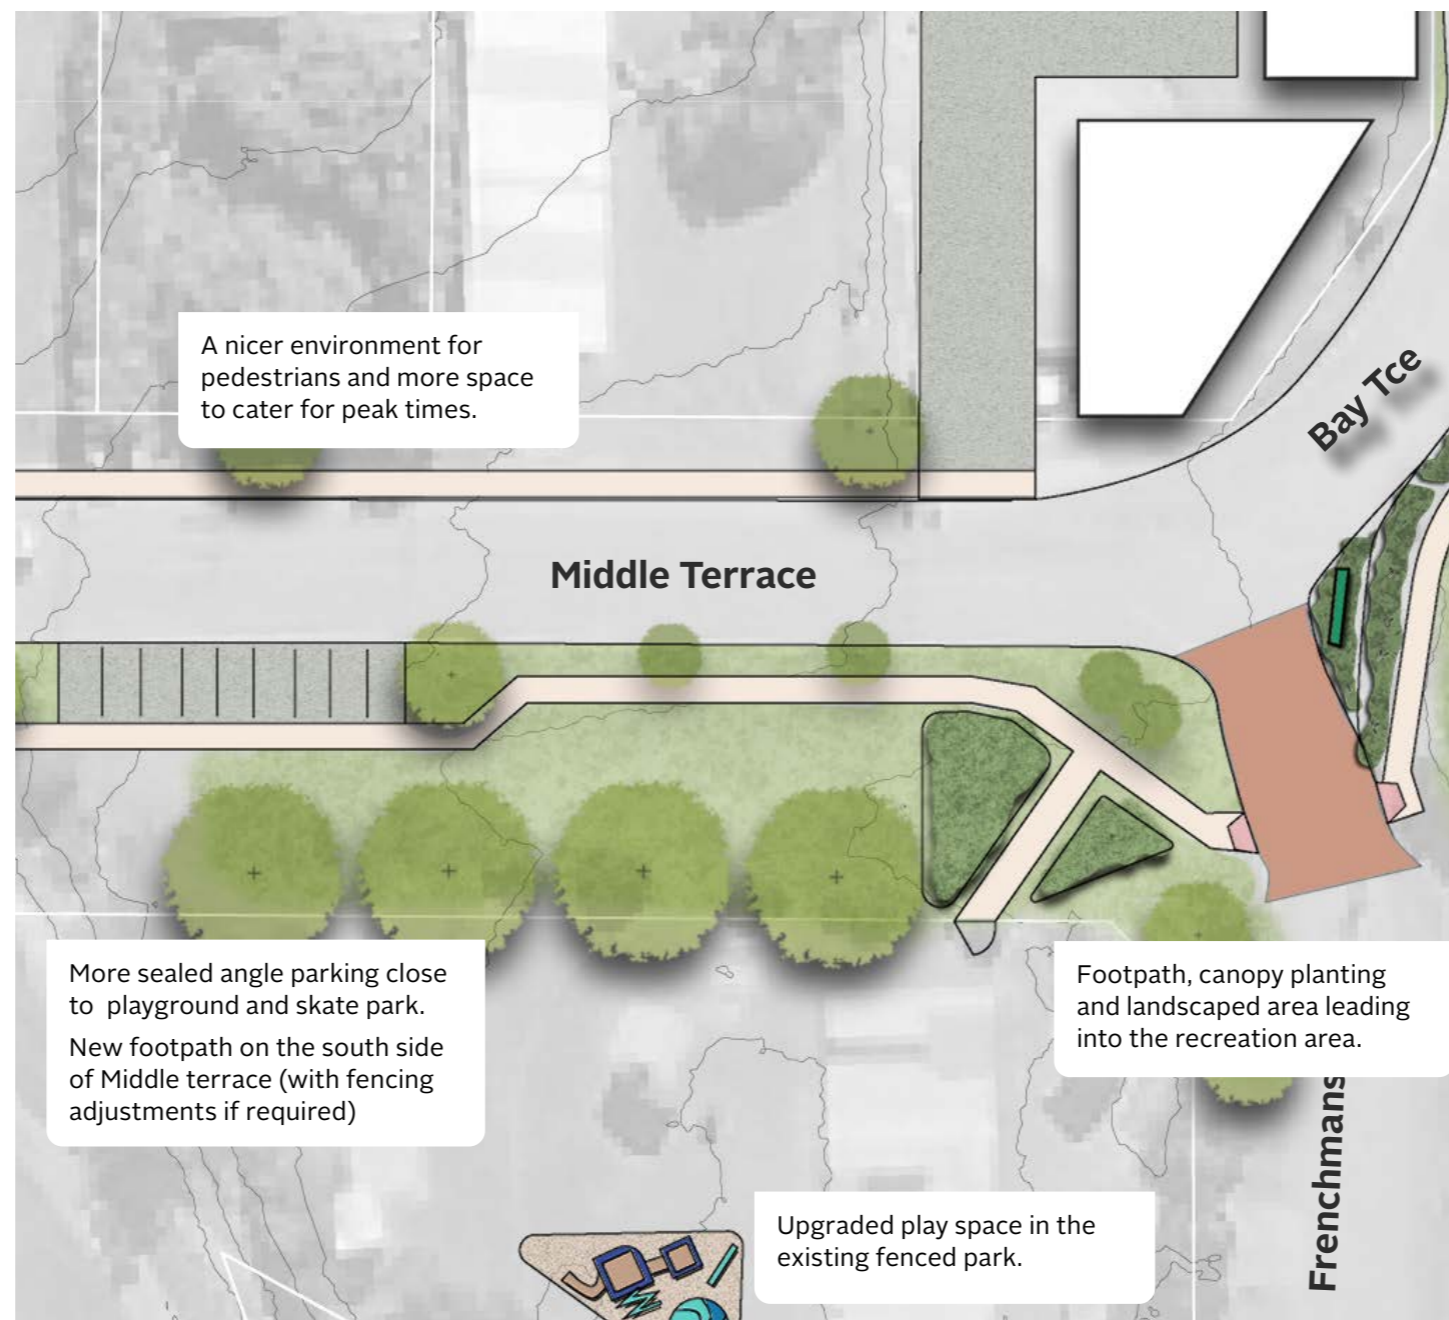 A nicer environment for
pedestrians and more space
to cater for peak times.
Bay Tce
Middle Terrace
More sealed angle parking close
to playground and skate park.
New footpath on the south side
of Middle terrace (with fencing
adjustments if required)
Footpath, canopy planting
and landscaped area leading
into the recreation area.
Frenchmans
Upgraded play space in the
existing fenced park.